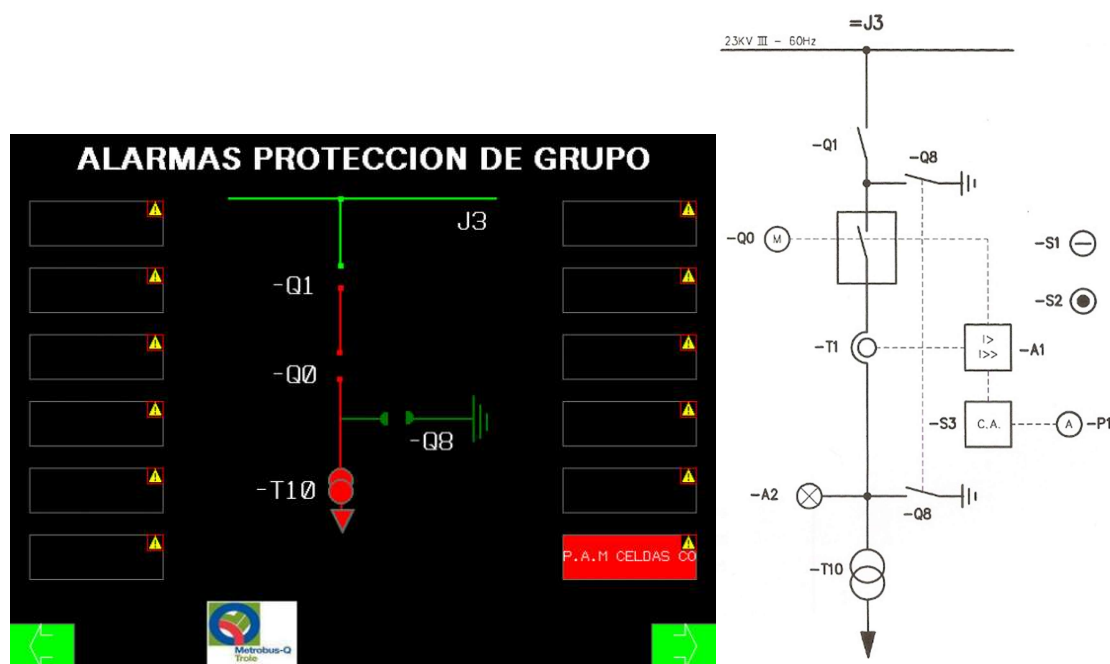 ALARMAS PROTECCION DE GRUPO
J3
-Q1
-Q0
-Q8
-T10
P.A.M CELDAS CO
Metrobus-Q
Trole
=J3
23KV III - 60Hz
-Q1
-Q8
-Q0
M
-S1
-S2
-T1
I>
I>>
-A1
-S3
C.A.
A
-P1
-A2
-Q8
-T10